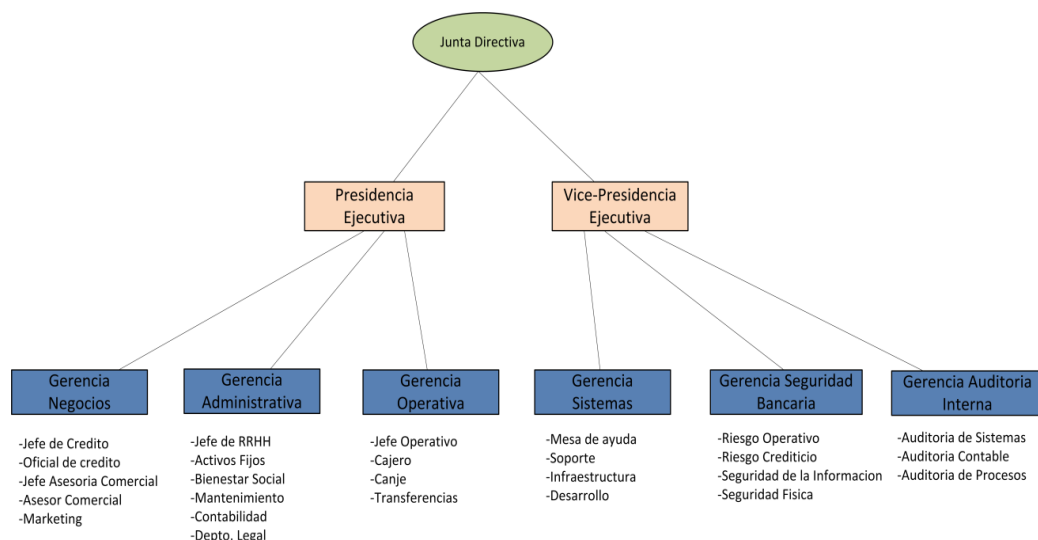 Junta Directiva
Presidencia
Ejecutiva
Vice-Presidencia
Ejecutiva
Gerencia
Negocios
-Jefe de Credito
-Oficial de credito
-Jefe Asesoria Comercial
-Asesor Comercial
-Marketing
Gerencia
Administrativa
-Jefe de RRHH
-Activos Fijos
-Bienestar Social
-Mantenimiento
-Contabilidad
-Depto. Legal
Gerencia
Operativa
-Jefe Operativo
-Cajero
-Canje
-Transferencias
Gerencia
Sistemas
-Mesa de ayuda
-Soporte
-Infraestructura
-Desarrollo
Gerencia Seguridad
Bancaria
-Riesgo Operativo
-Riesgo Crediticio
-Seguridad de la Informacion
-Seguridad Fisica
Gerencia Auditoria
Interna
-Auditoria de Sistemas
-Auditoria Contable
-Auditoria de Procesos